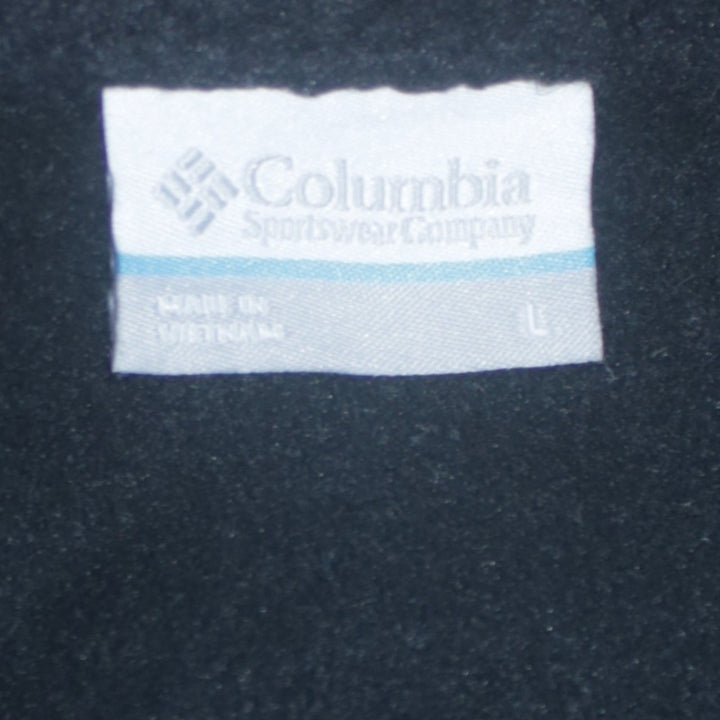 Columbia
Sportswear Company
MADE IN
VIETNAM
L